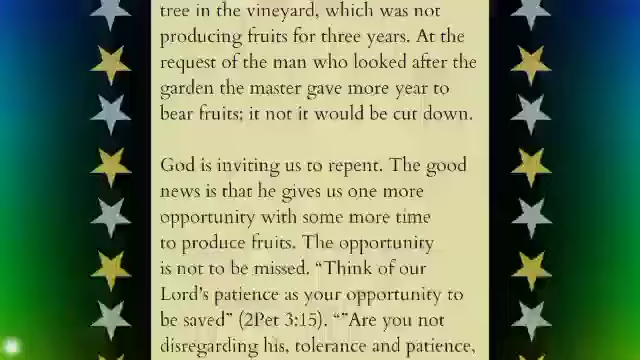 tree in the vineyard, which was not
producing fruits for three years. At the
request of the man who looked after the
garden the master gave more year to
bear fruits; it not it would be cut down.
God is inviting us to repent. The good
news is that he gives us one more
opportunity with some more time
to produce fruits. The opportunity
is not to be missed. “Think of our
Lord’s patience as your opportunity to
be saved” (2Pet 3:15). “”Are you not
disregarding his, tolerance and patience,